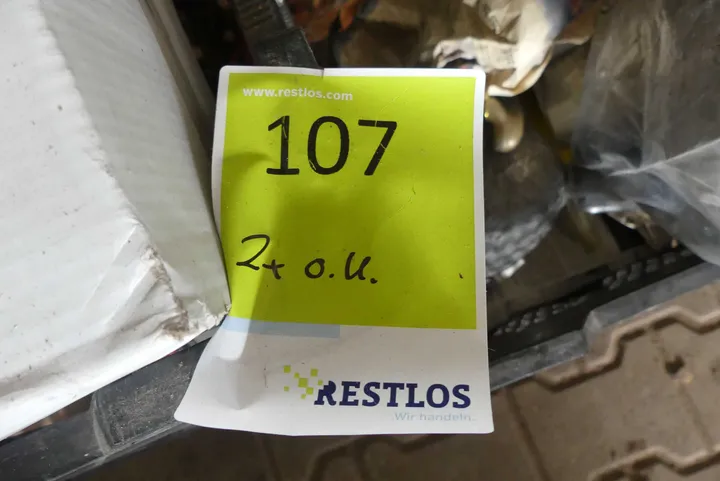 www.restlos.com
107
2x o.U.
RESTLOS
Wir handeln.